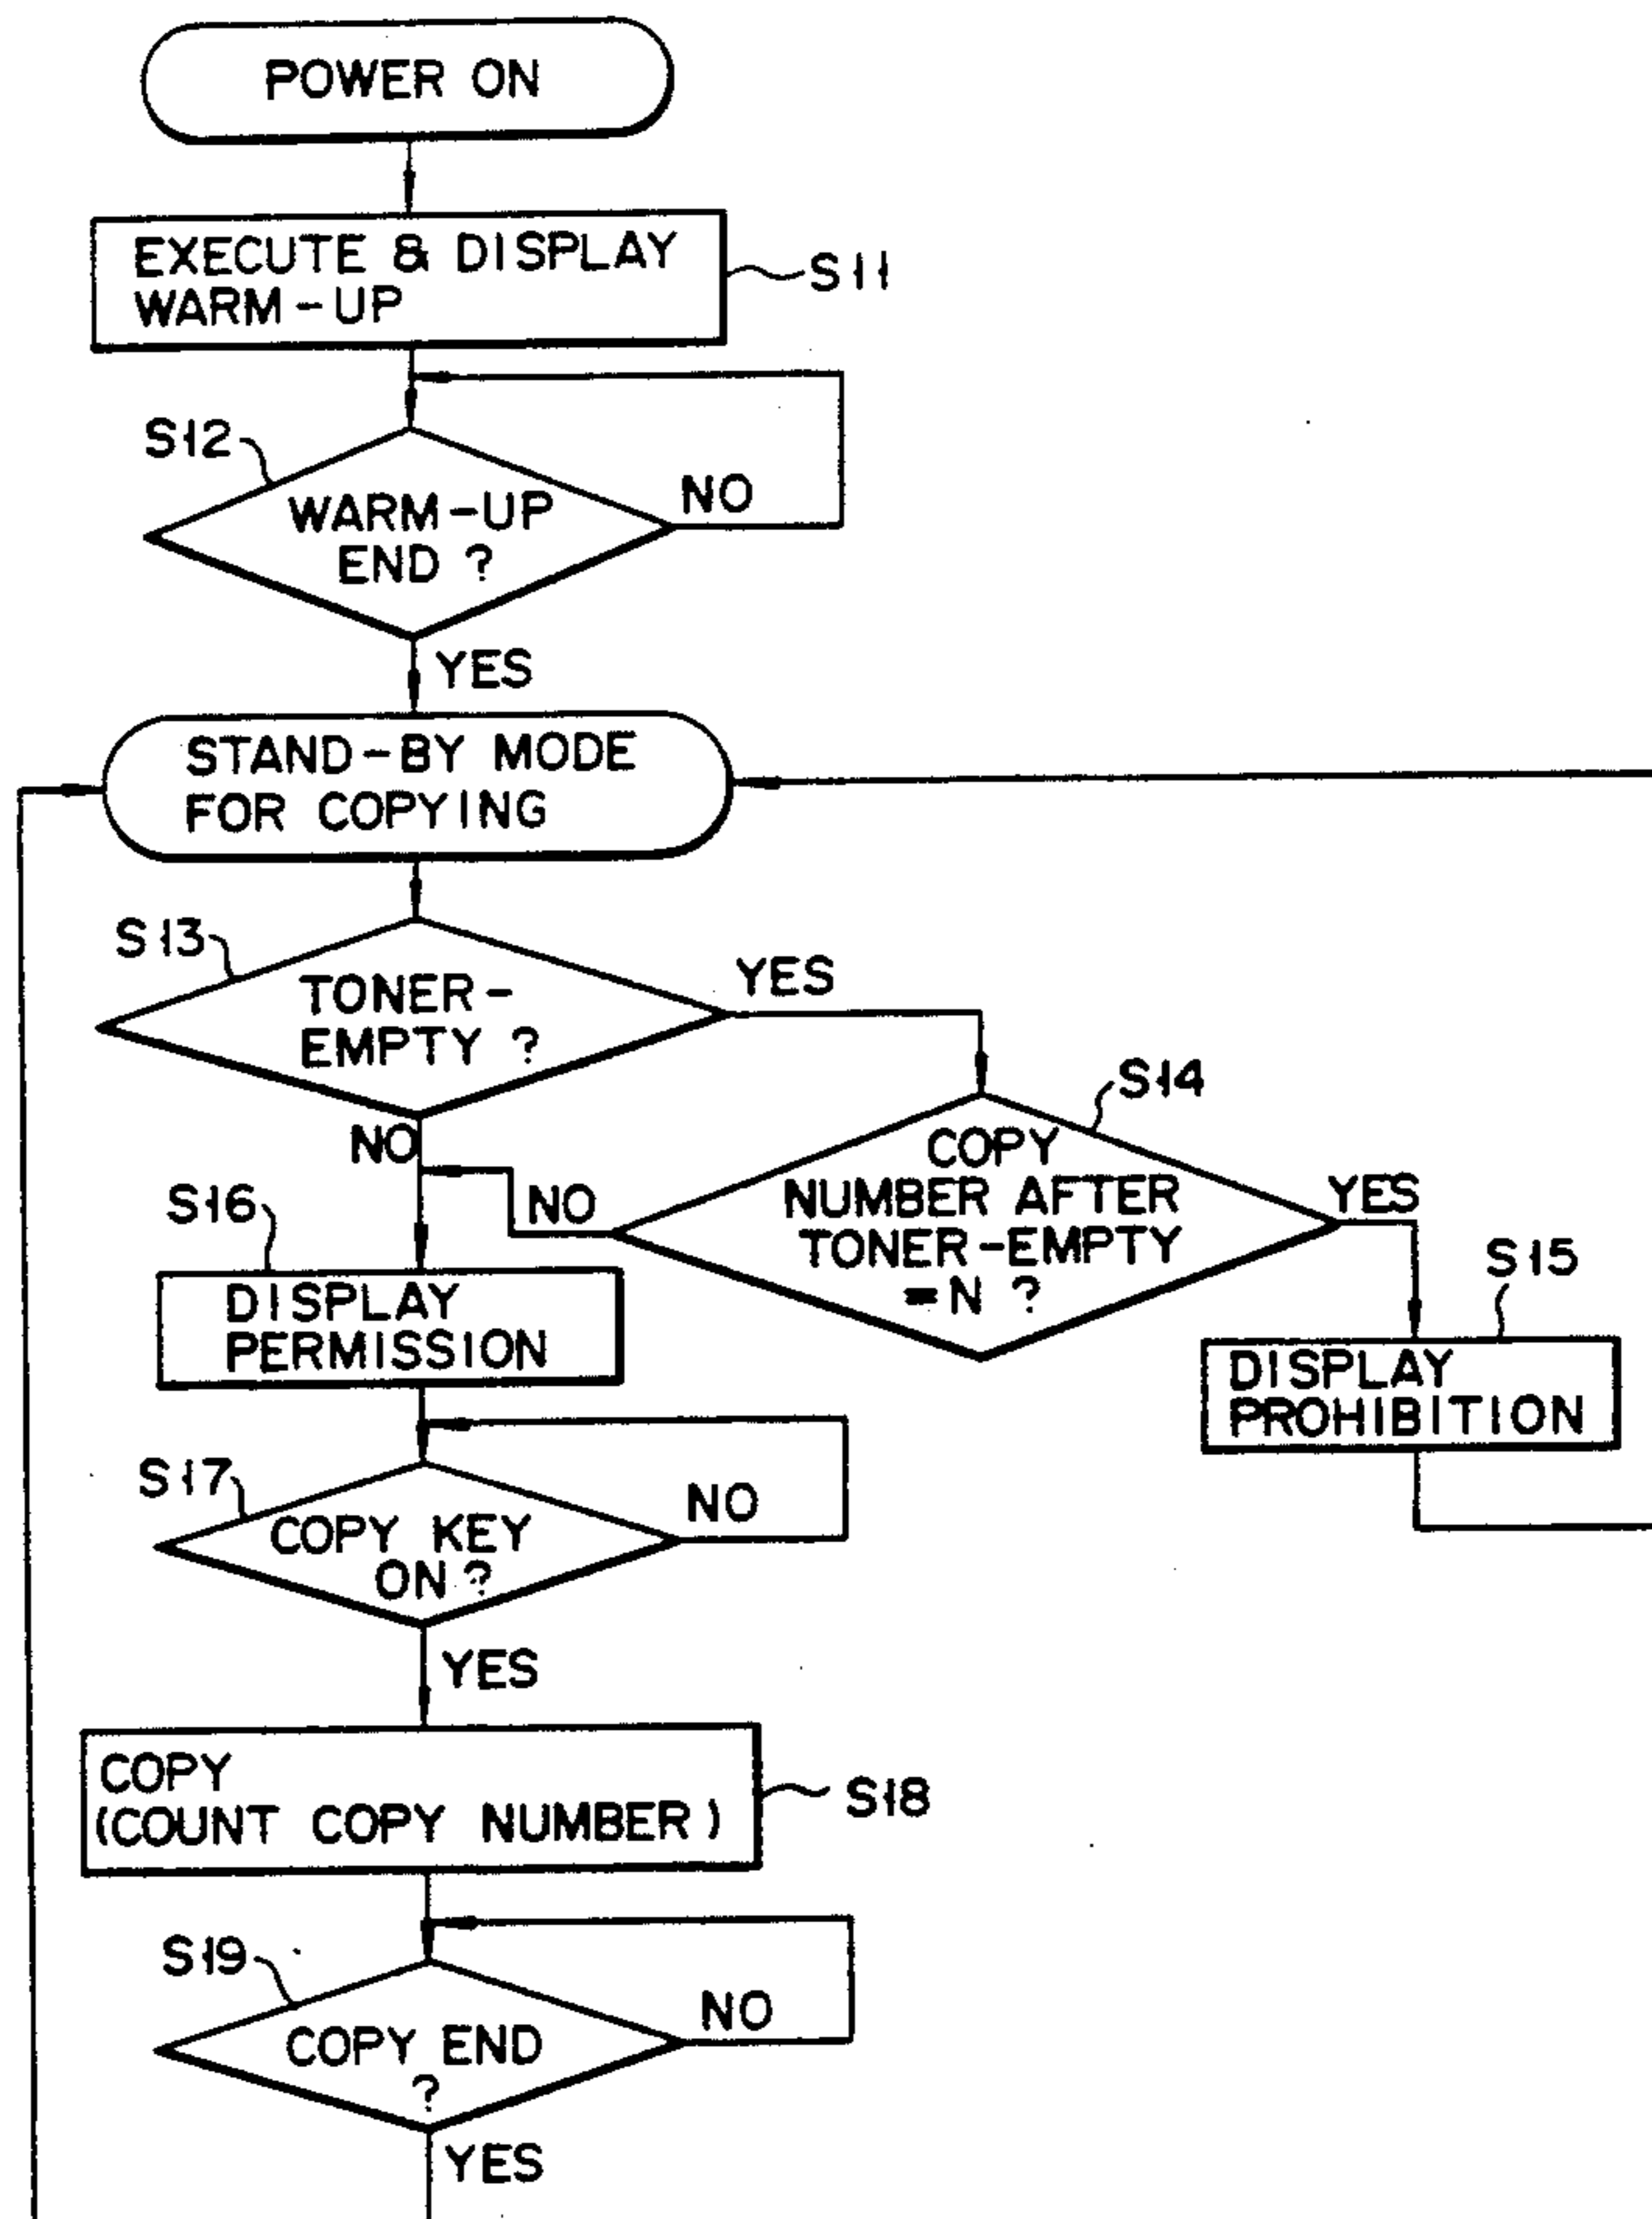 POWER ON
EXECUTE & DISPLAY
WARM-UP
S11
S12
WARM-UP
END ?
NO
YES
STAND-BY MODE
FOR COPYING
S13
TONER-
EMPTY ?
YES
NO
S14
COPY
NUMBER AFTER
TONER-EMPTY
=N ?
NO
YES
S15
DISPLAY
PROHIBITION
S16
DISPLAY
PERMISSION
S17
COPY KEY
ON ?
NO
YES
COPY
(COUNT COPY NUMBER)
S18
S19
COPY END
?
NO
YES